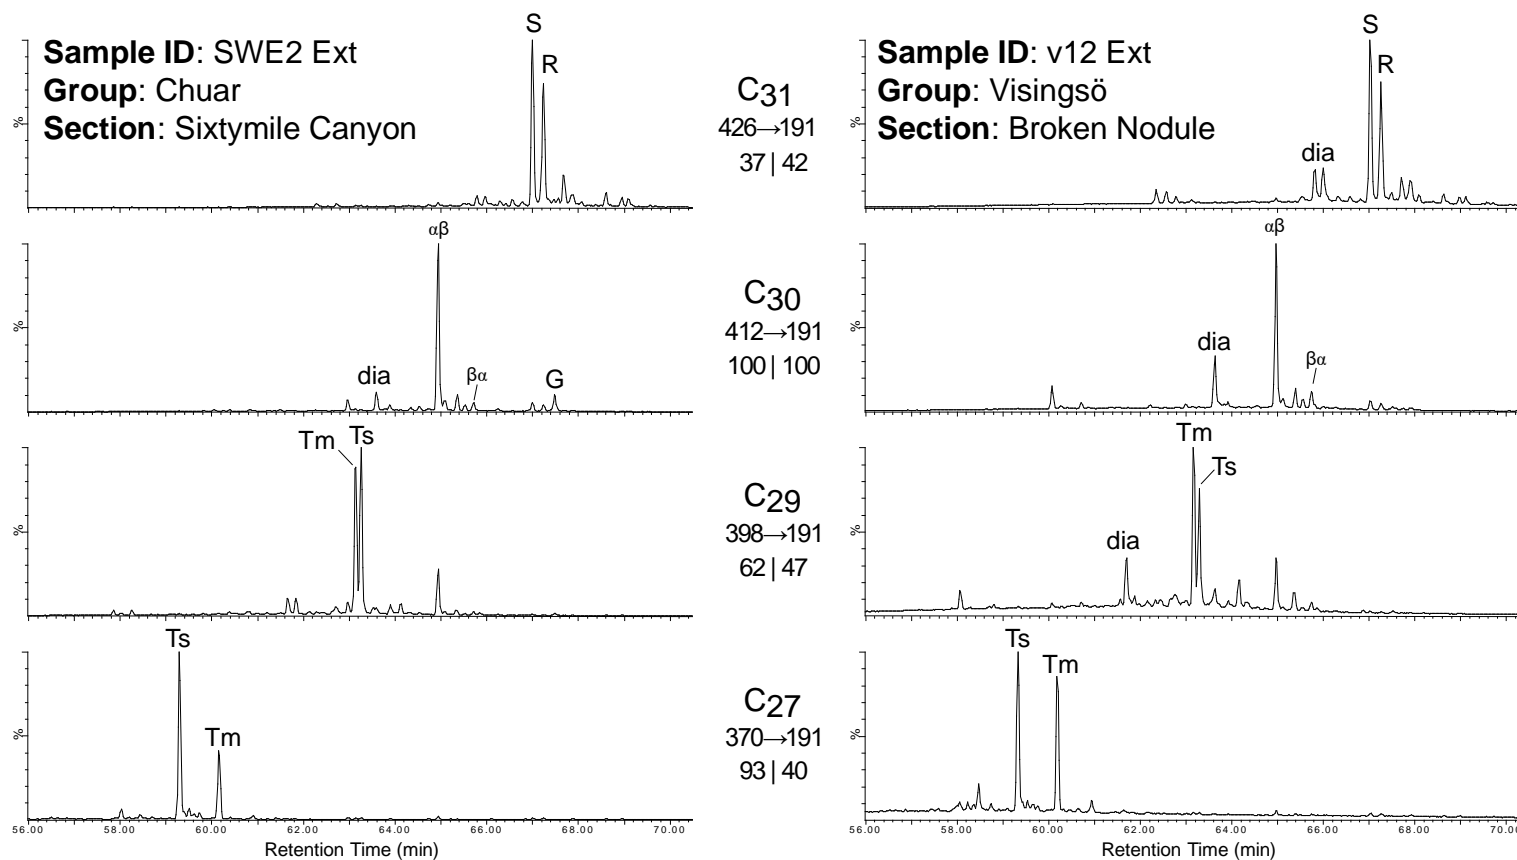 Sample ID: SWE2 Ext
Group: Chuar
Section: Sixtymile Canyon
S
R
%
C31
426→191
37 | 42
Sample ID: v12 Ext
Group: Visingsö
Section: Broken Nodule
S
R
dia
%
αβ
dia
βα
G
%
C30
412→191
100 | 100
αβ
dia
βα
%
Tm
Ts
%
C29
398→191
62 | 47
Tm
Ts
dia
%
Ts
Tm
%
C27
370→191
93 | 40
Ts
Tm
%
56.00 58.00 60.00 62.00 64.00 66.00 68.00 70.00
Retention Time (min)
56.00 58.00 60.00 62.00 64.00 66.00 68.00
Retention Time (min)